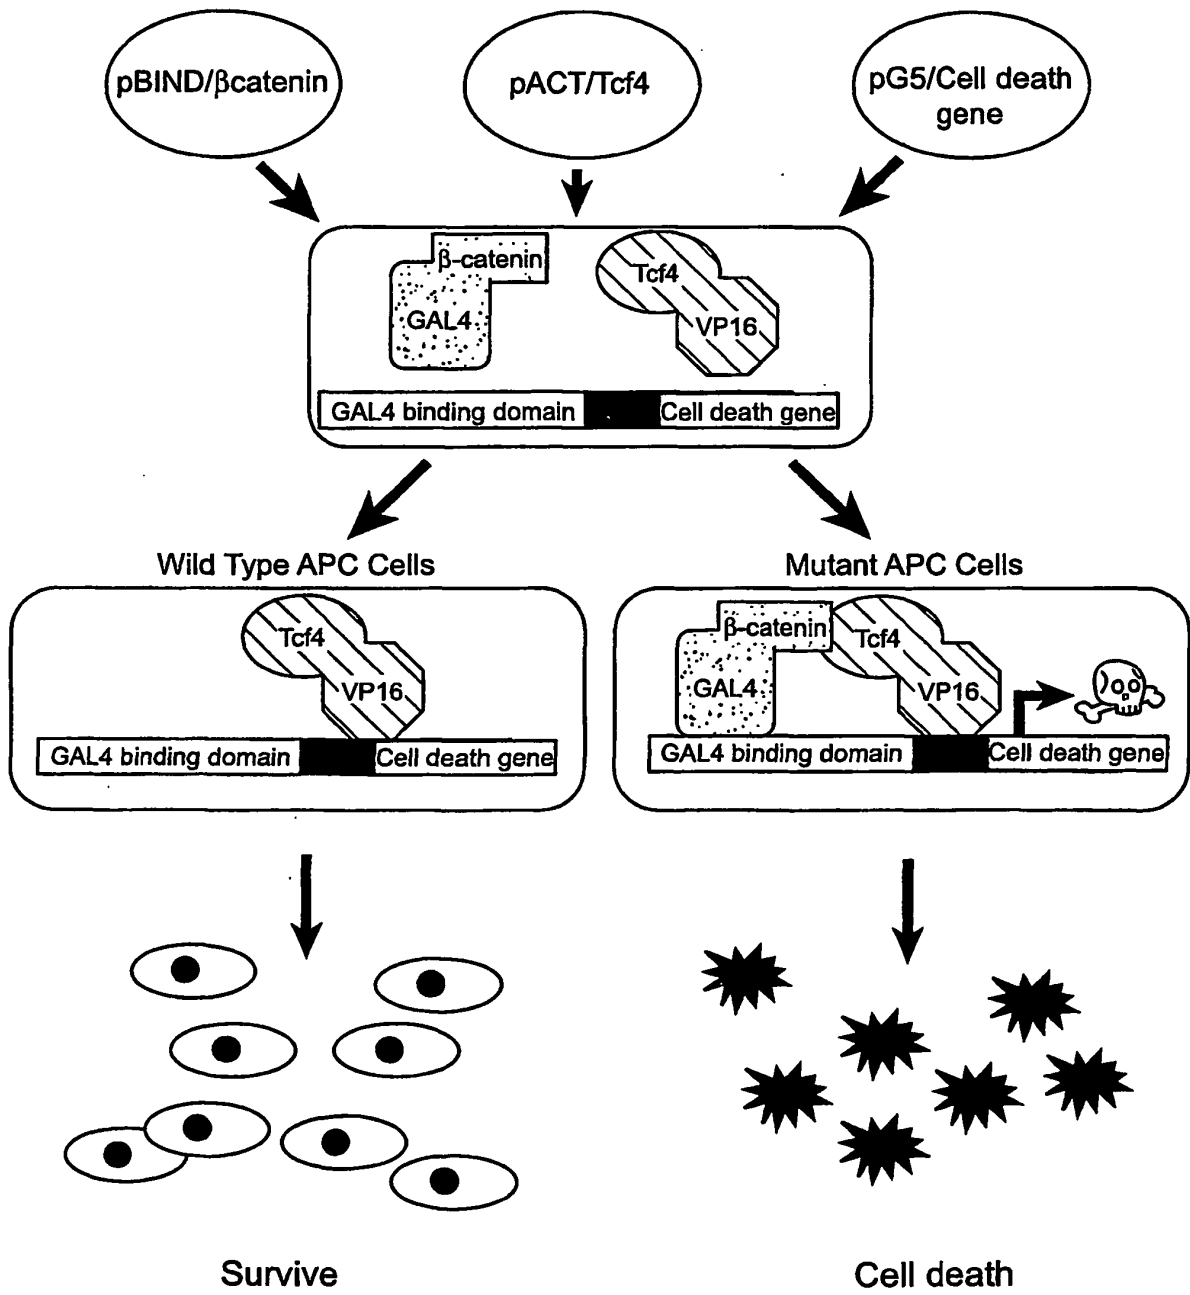 pBIND/βcatenin
pACT/Tcf4
pG5/Cell death
gene
β-catenin
GAL4
Tcf4
VP16
GAL4 binding domain
Cell death gene
Wild Type APC Cells
Mutant APC Cells
Tcf4
VP16
GAL4 binding domain
Cell death gene
β-catenin
GAL4
Tcf4
VP16
GAL4 binding domain
Cell death gene
Survive
Cell death